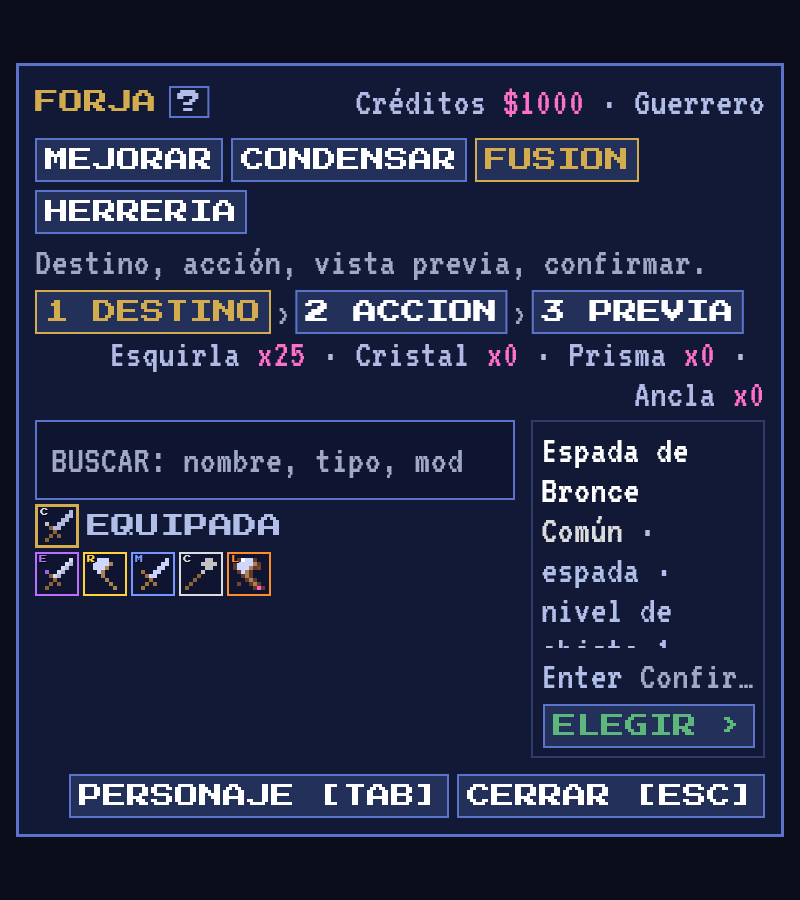 FORJA ? Créditos $1000 · Guerrero
MEJORAR CONDENSAR FUSION
HERRERIA
Destino, acción, vista previa, confirmar.
1 DESTINO › 2 ACCION › 3 PREVIA
Esquirla x25 · Cristal x0 · Prisma x0 ·
Ancla x0
BUSCAR: nombre, tipo, mod
C EQUIPADA
E R M C L
Espada de
Bronce
Común ·
espada ·
nivel de
Enter Confir…
ELEGIR >
PERSONAJE [TAB] CERRAR [ESC]